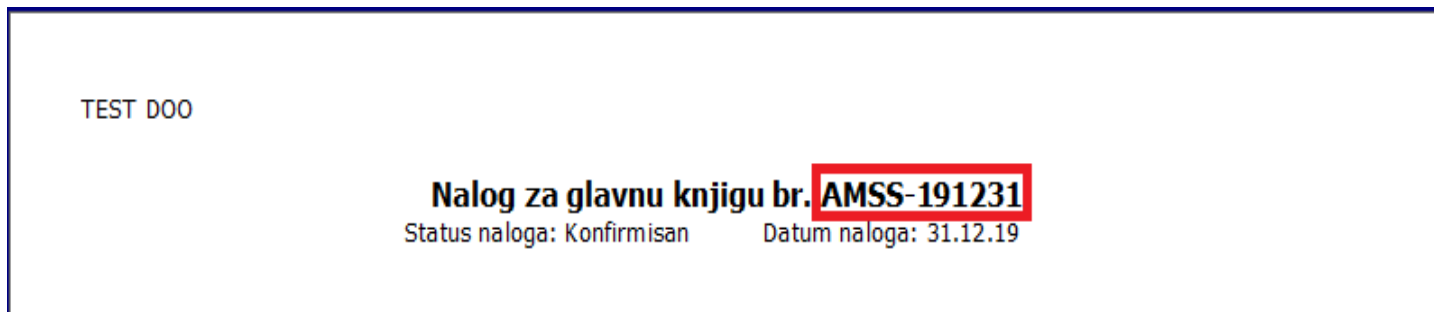 TEST DOO
Nalog za glavnu knjigu br. AMSS-191231
Status naloga: Konfirmisan Datum naloga: 31.12.19